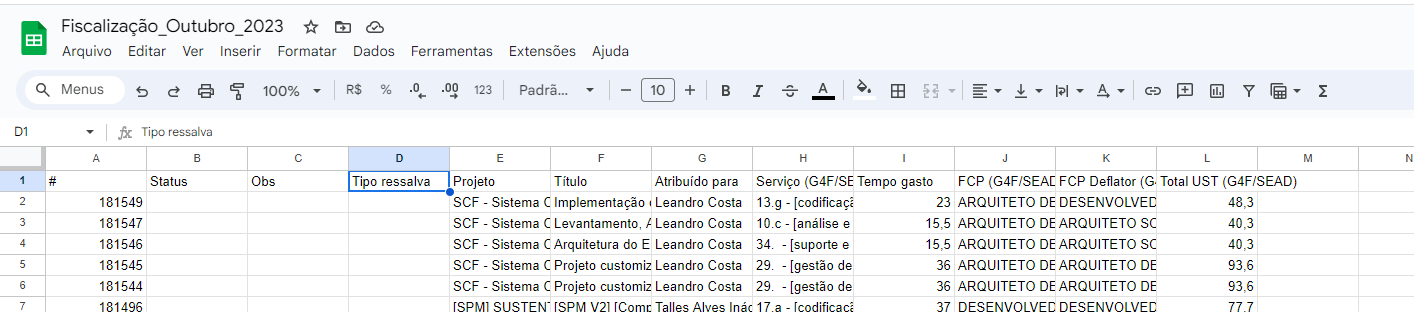 Fiscalização_Outubro_2023
Arquivo Editar Ver Inserir Formatar Dados Ferramentas Extensões Ajuda
Menus 100% R$ % .0 .00 123 Padrã... 10 B I S A Σ
D1 fx Tipo ressalva
A B C D E F G H I J K L M N
1 # Status Obs Tipo ressalva Projeto Título Atribuído para Serviço (G4F/SE Tempo gasto FCP (G4F/SEAD FCP Deflator (G4 Total UST (G4F/SEAD)
2 181549 SCF - Sistema C Implementação Leandro Costa 13.g - [codificaçã 23 ARQUITETO DE DESENVOLVED 48,3
3 181547 SCF - Sistema C Levantamento, A Leandro Costa 10.c - [análise e 15,5 ARQUITETO DE ARQUITETO SO 40,3
4 181546 SCF - Sistema C Arquitetura do E Leandro Costa 34. - [suporte e 15,5 ARQUITETO DE ARQUITETO SO 40,3
5 181545 SCF - Sistema C Projeto customiz Leandro Costa 29. - [gestão de 36 ARQUITETO DE ARQUITETO DE 93,6
6 181544 SCF - Sistema C Projeto customiz Leandro Costa 29. - [gestão de 36 ARQUITETO DE ARQUITETO DE 93,6
7 181496 [SPM] SUSTEN [SPM V2] [Comp Talles Alves Inác 17.a - [codificaç 37 DESENVOLVED DESENVOLVED 77,7